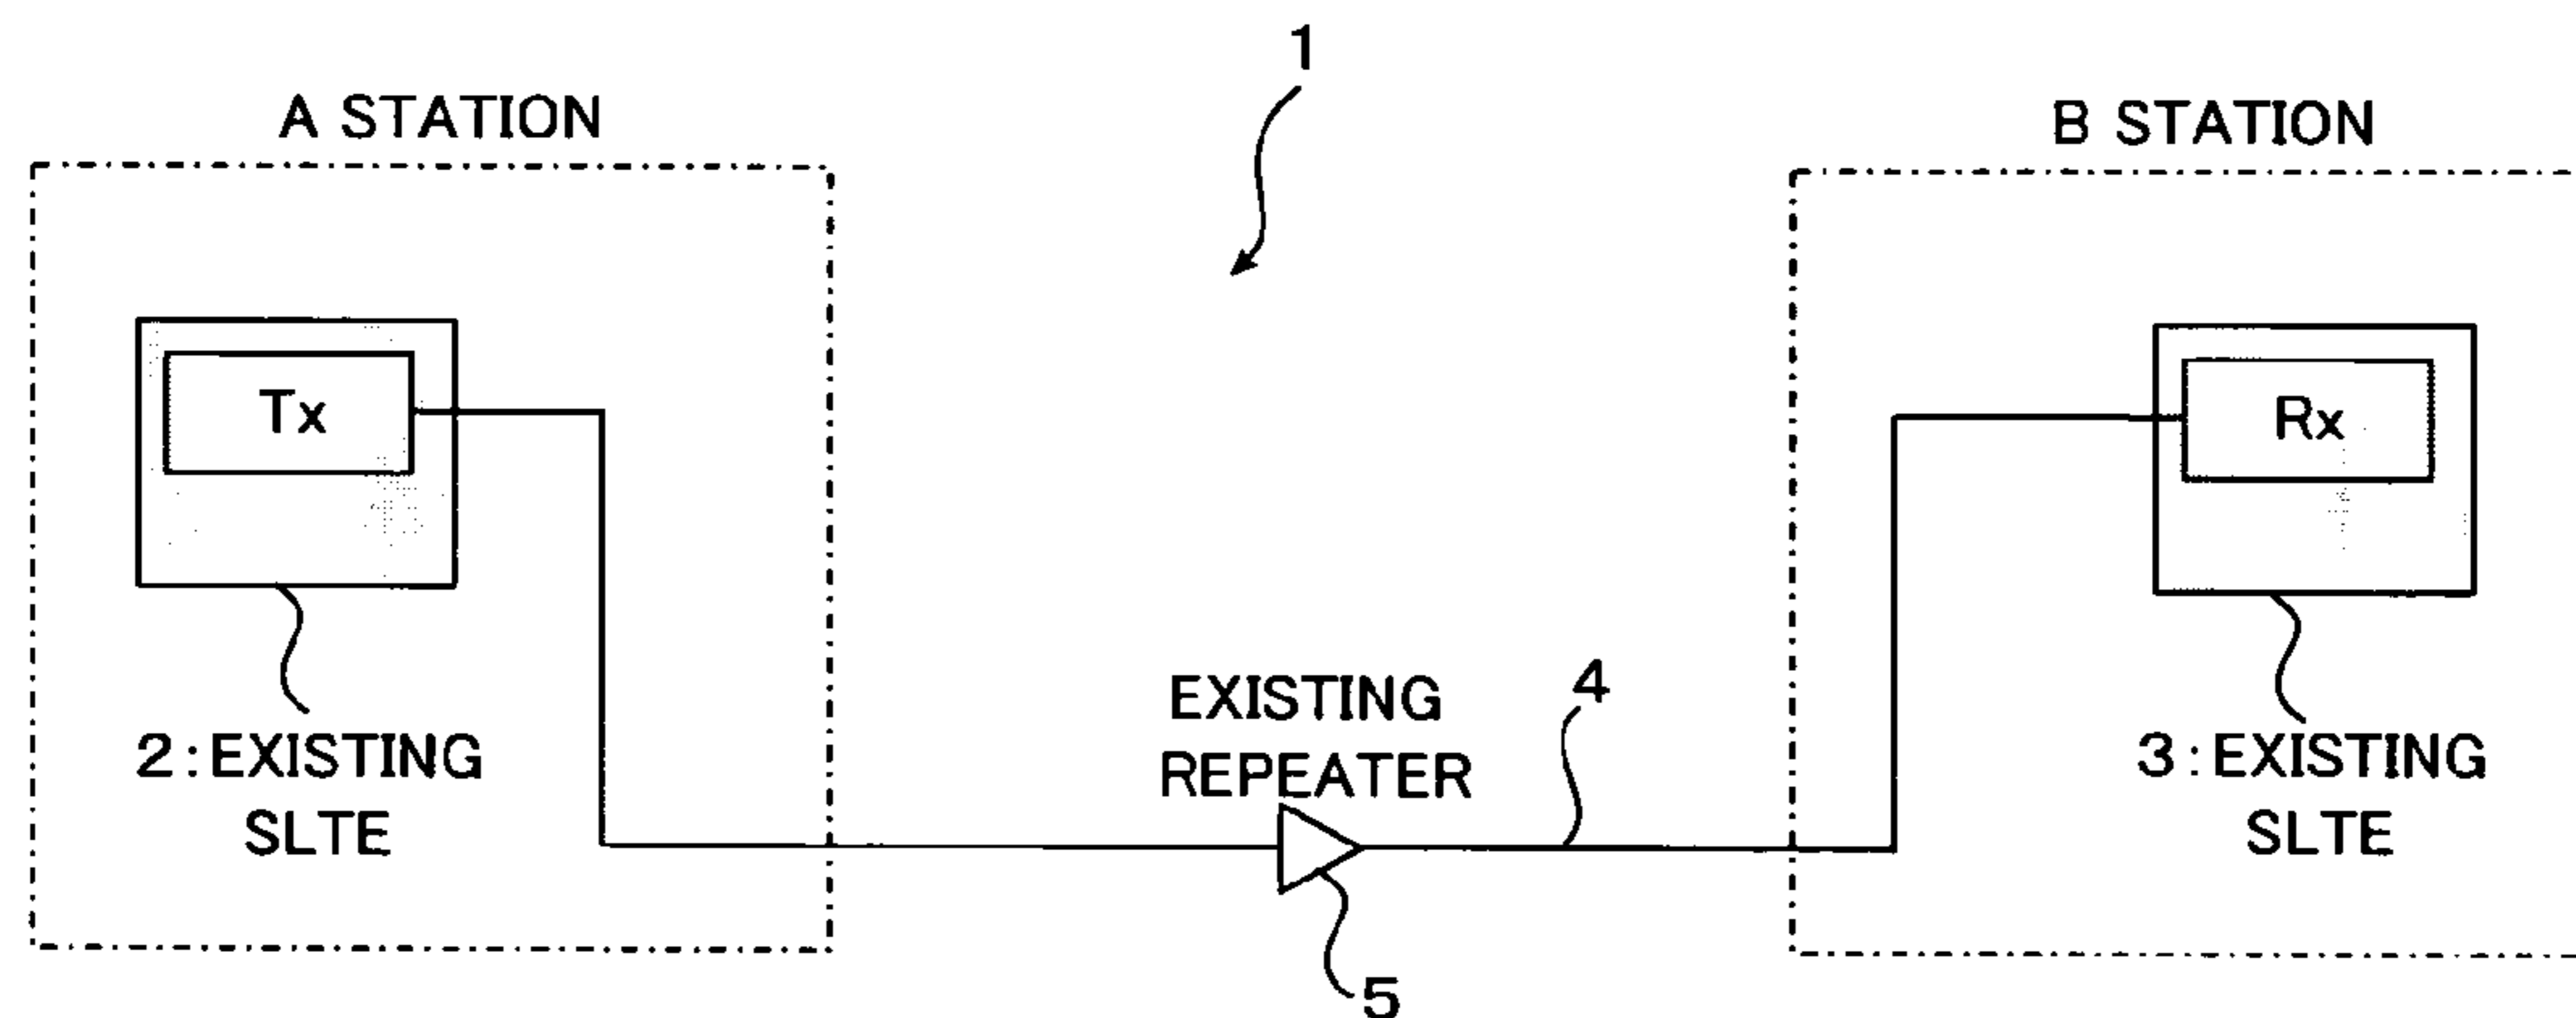 1
A STATION
B STATION
Tx
Rx
2:EXISTING
SLTE
EXISTING
REPEATER
4
3:EXISTING
SLTE
5